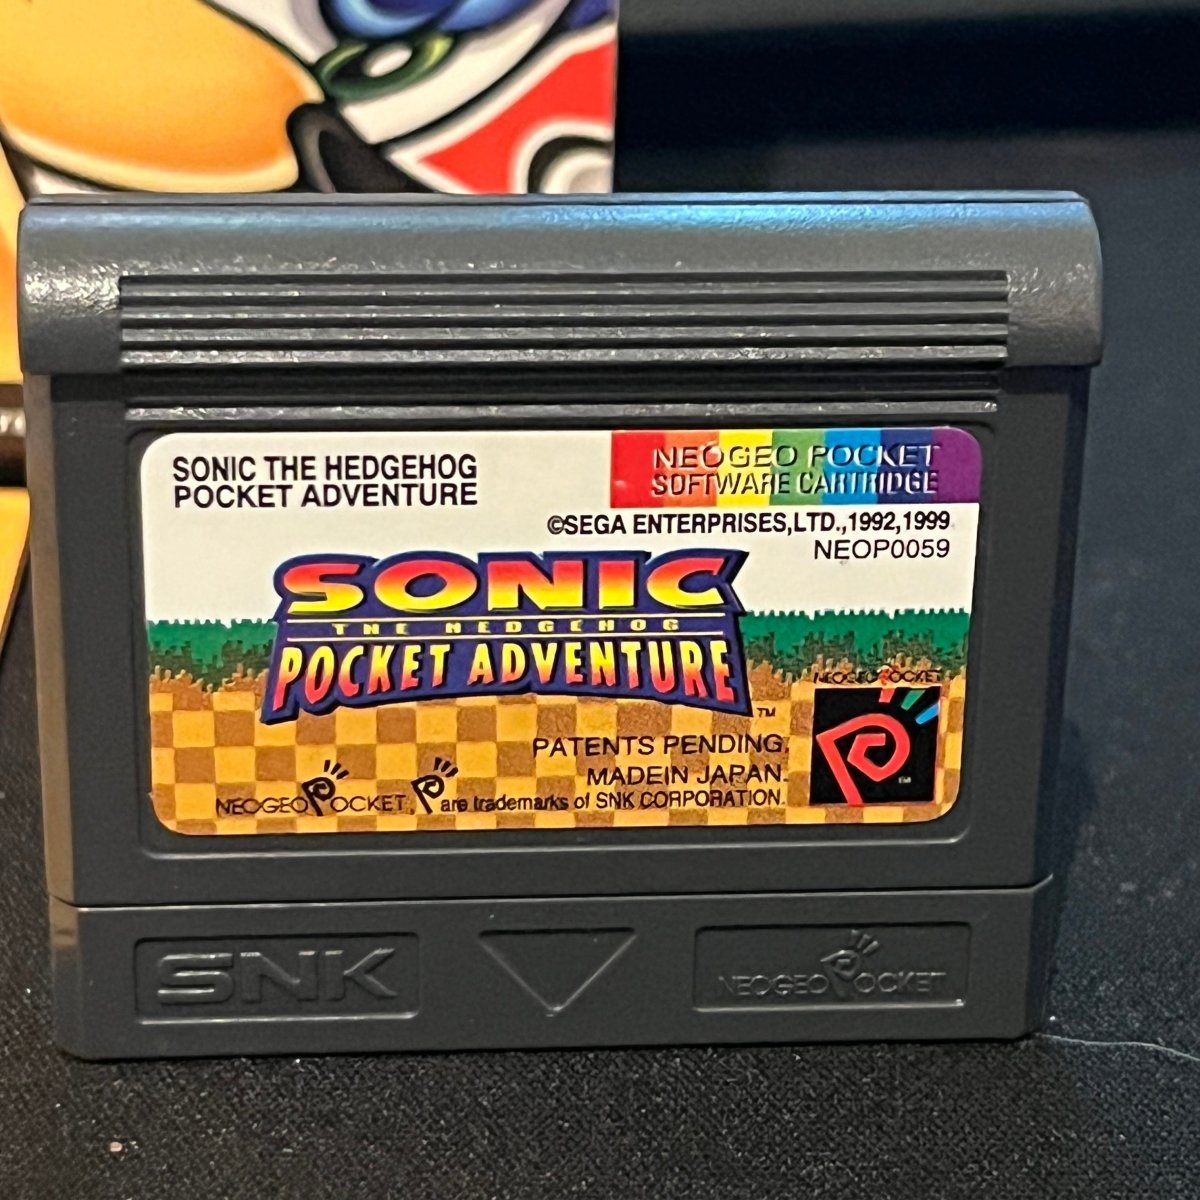 SONIC THE HEDGEHOG
POCKET ADVENTURE
NEOGEO POCKET
SOFTWARE CARTRIDGE
©SEGA ENTERPRISES,LTD.,1992,1999
NEOP0059
SONIC
THE HEDGEHOG
POCKET ADVENTURE
TM
NEOGEO POCKET
PATENTS PENDING.
MADEIN JAPAN.
NEOGEO POCKET, P are trademarks of SNK CORPORATION.
P
TM
SNK
NEOGEO POCKET